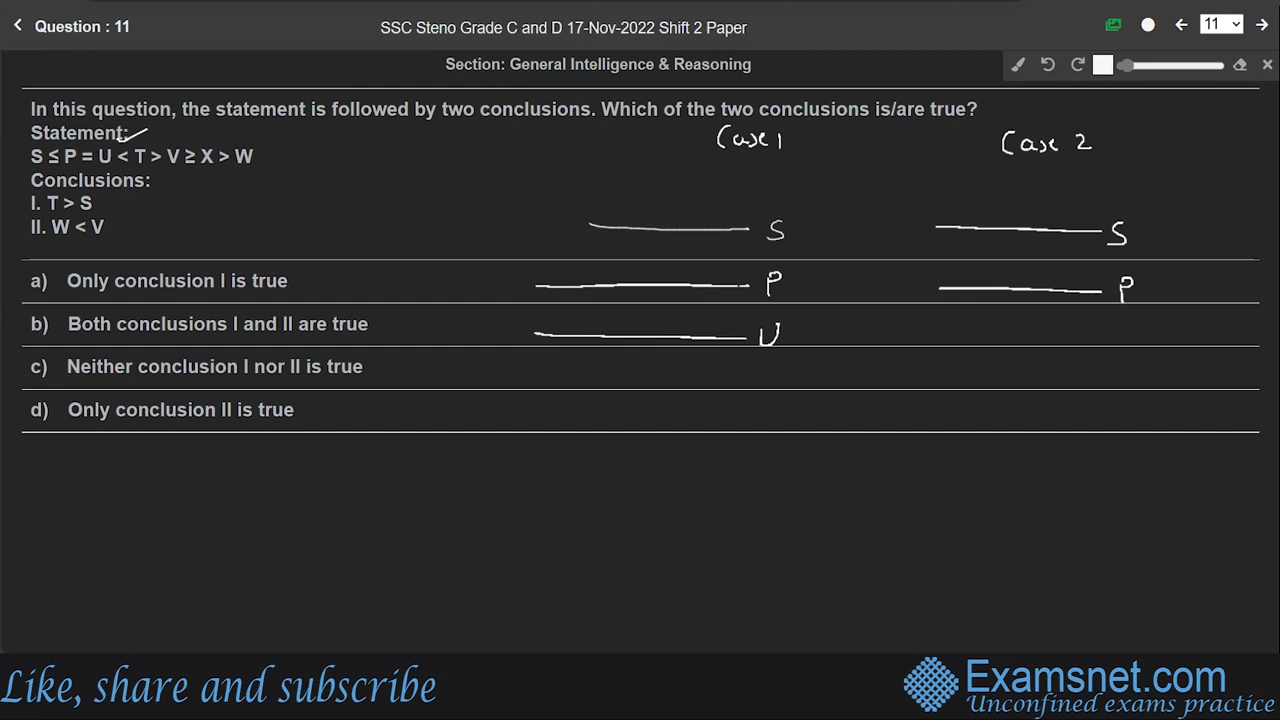 Question : 11
SSC Steno Grade C and D 17-Nov-2022 Shift 2 Paper
11
Section: General Intelligence & Reasoning
In this question, the statement is followed by two conclusions. Which of the two conclusions is/are true?
Statement:
S ≤ P = U < T > V ≥ X > W
Conclusions:
I. T > S
II. W < V
Case 1
Case 2
S
S
a) Only conclusion I is true
P
P
b) Both conclusions I and II are true
U
c) Neither conclusion I nor II is true
d) Only conclusion II is true
Like, share and subscribe
Examsnet.com
Unconfined exams practice